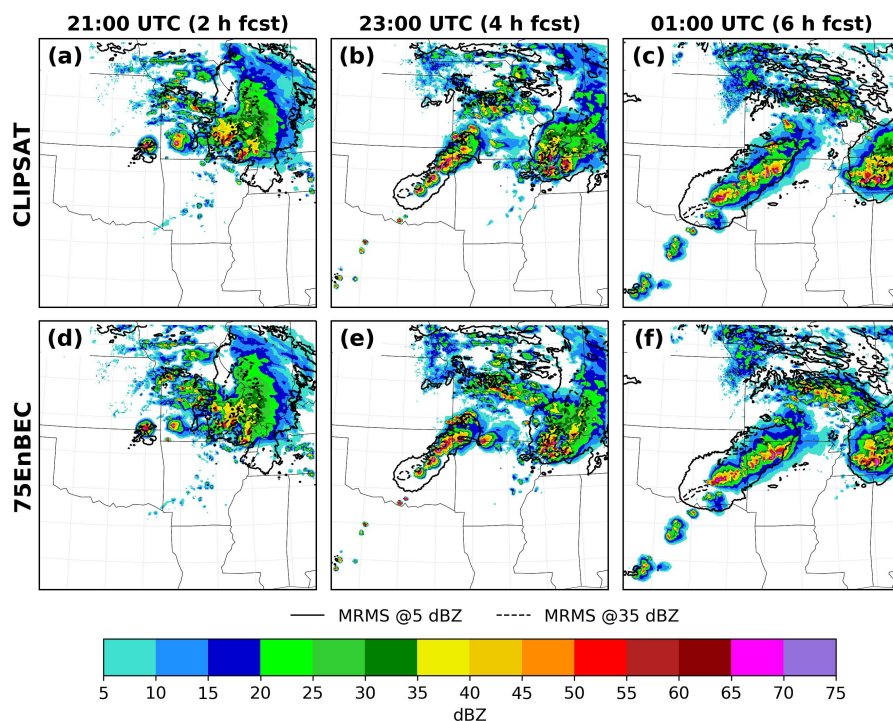 21:00 UTC (2 h fcst) 23:00 UTC (4 h fcst) 01:00 UTC (6 h fcst)
CLIPSAT
(a) (b) (c)
75EnBEC
(d) (e) (f)
MRMS @5 dBZ MRMS @35 dBZ
5 10 15 20 25 30 35 40 45 50 55 60 65 70 75
dBZ